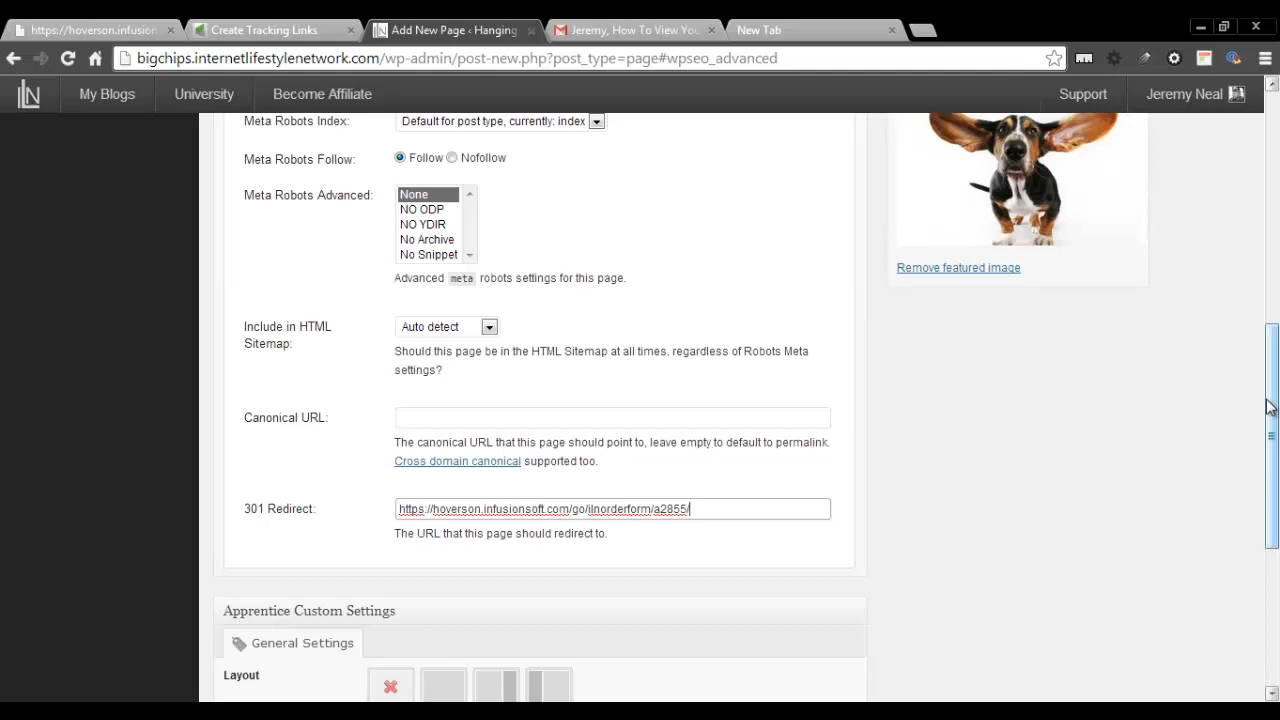 https://hoverson.infusion
Create Tracking Links
Add New Page ‹ Hanging
Jeremy, How To View You
New Tab
bigchips.internetlifestylenetwork.com/wp-admin/post-new.php?post_type=page#wpseo_advanced
LN
My Blogs
University
Become Affiliate
Support
Jeremy Neal
Meta Robots Index:
Default for post type, currently: index
Meta Robots Follow:
Follow
Nofollow
Meta Robots Advanced:
None
NO ODP
NO YDIR
No Archive
No Snippet
Advanced meta robots settings for this page.
Remove featured image
Include in HTML
Sitemap:
Auto detect
Should this page be in the HTML Sitemap at all times, regardless of Robots Meta
settings?
Canonical URL:
The canonical URL that this page should point to, leave empty to default to permalink.
Cross domain canonical supported too.
301 Redirect:
https://hoverson.infusionsoft.com/go/ilnorderform/a2855/
The URL that this page should redirect to.
Apprentice Custom Settings
General Settings
Layout